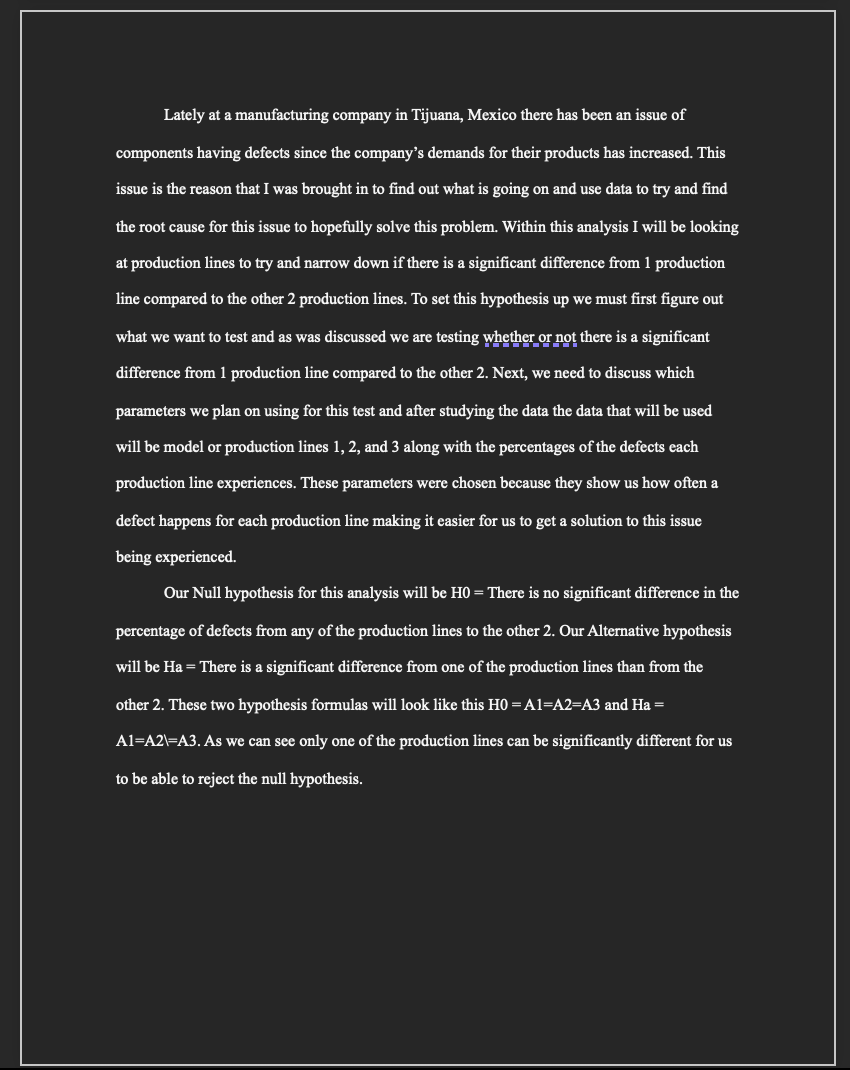 Lately at a manufacturing company in Tijuana, Mexico there has been an issue of
components having defects since the company’s demands for their products has increased. This
issue is the reason that I was brought in to find out what is going on and use data to try and find
the root cause for this issue to hopefully solve this problem. Within this analysis I will be looking
at production lines to try and narrow down if there is a significant difference from 1 production
line compared to the other 2 production lines. To set this hypothesis up we must first figure out
what we want to test and as was discussed we are testing whether or not there is a significant
difference from 1 production line compared to the other 2. Next, we need to discuss which
parameters we plan on using for this test and after studying the data the data that will be used
will be model or production lines 1, 2, and 3 along with the percentages of the defects each
production line experiences. These parameters were chosen because they show us how often a
defect happens for each production line making it easier for us to get a solution to this issue
being experienced.
Our Null hypothesis for this analysis will be H0 = There is no significant difference in the
percentage of defects from any of the production lines to the other 2. Our Alternative hypothesis
will be Ha = There is a significant difference from one of the production lines than from the
other 2. These two hypothesis formulas will look like this H0 = A1=A2=A3 and Ha =
A1=A2\=A3. As we can see only one of the production lines can be significantly different for us
to be able to reject the null hypothesis.